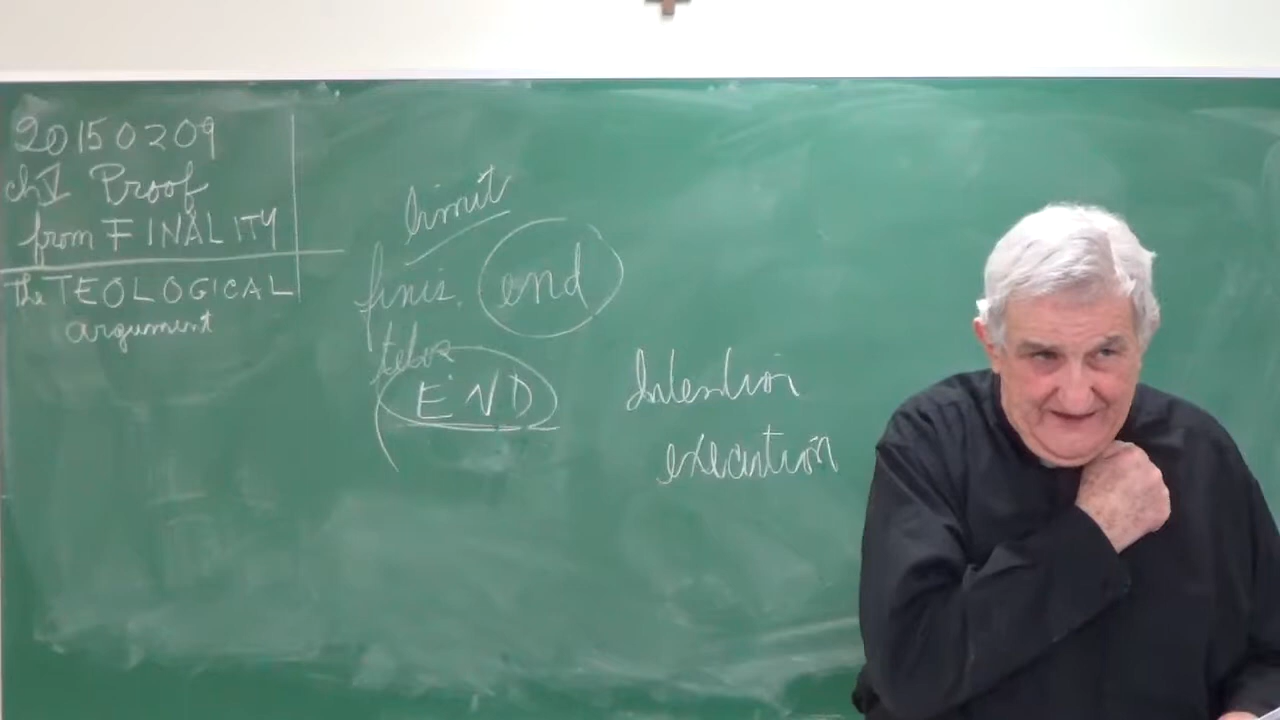 20150209
ch V Proof
from FINALITY
the TEOLOGICAL
argument
limit
finis. end
telos
END
Intention
execution